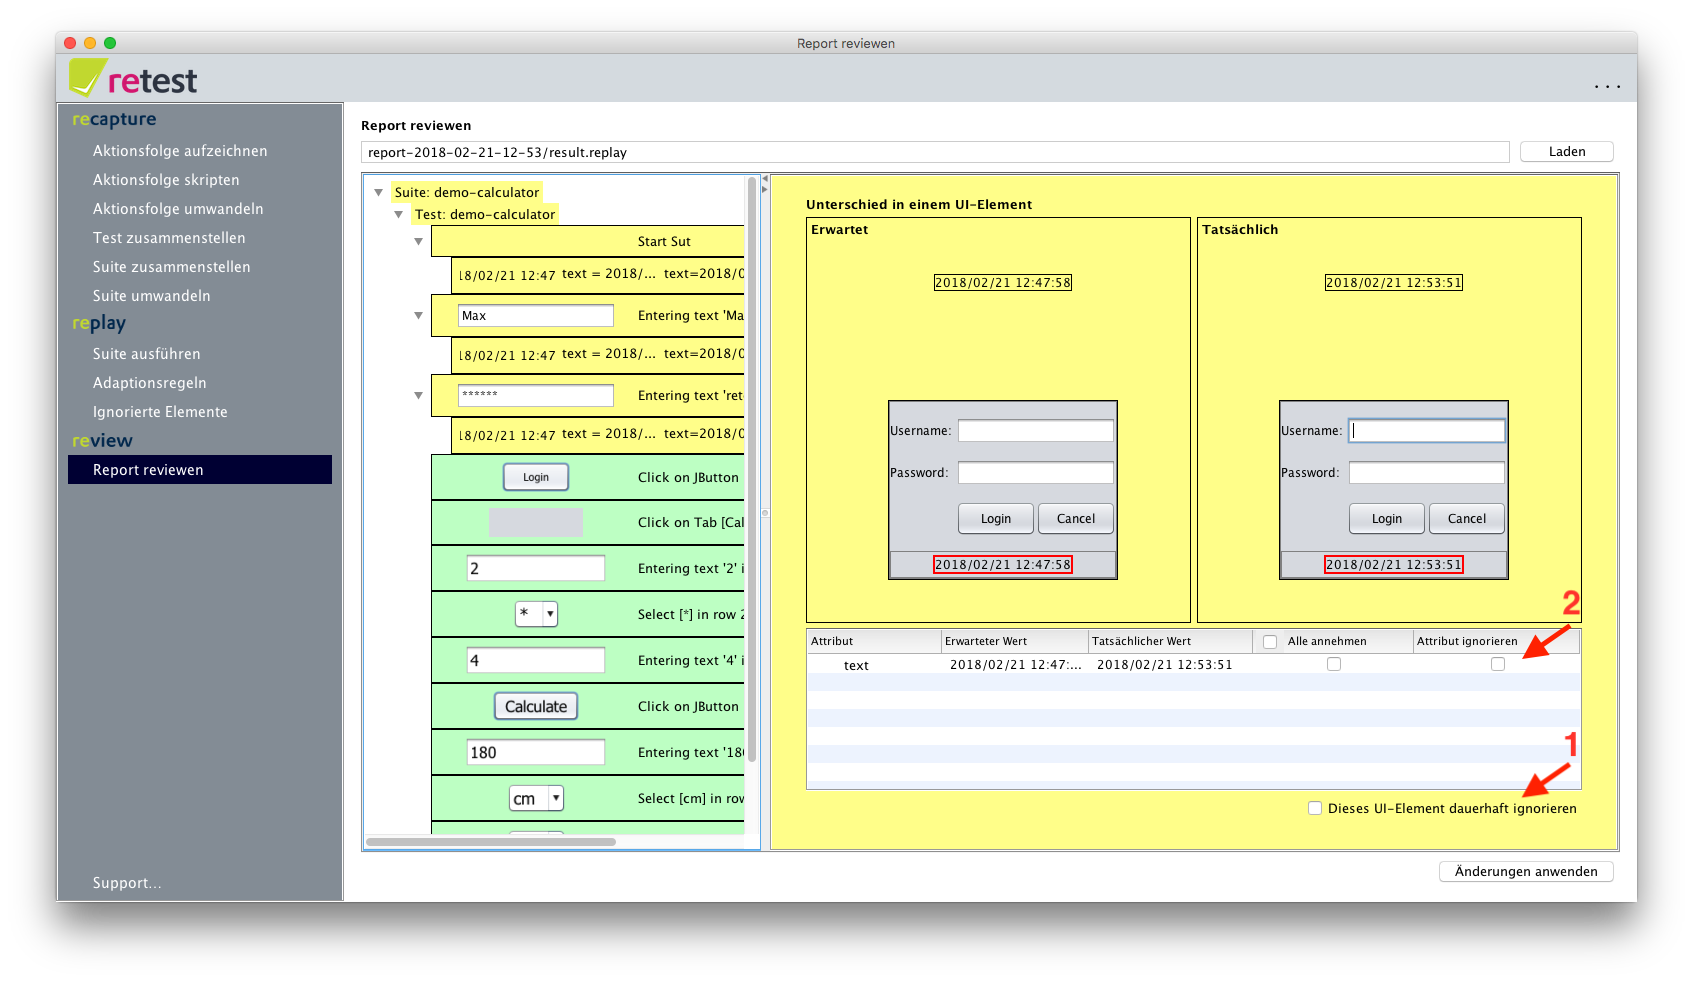 Report reviewen
retest
...
recapture
Aktionsfolge aufzeichnen
Aktionsfolge skripten
Aktionsfolge umwandeln
Test zusammenstellen
Suite zusammenstellen
Suite umwandeln
replay
Suite ausführen
Adaptionsregeln
Ignorierte Elemente
review
Report reviewen
Support...
Report reviewen
report-2018-02-21-12-53/result.replay
Laden
Suite: demo-calculator
Test: demo-calculator
Start Sut
18/02/21 12:47 text = 2018/... text=2018/0
Max Entering text 'Ma
18/02/21 12:47 text = 2018/... text=2018/0
****** Entering text 'ret
18/02/21 12:47 text = 2018/... text=2018/0
Login Click on JButton
Click on Tab [Cal
2 Entering text '2' i
* Select [*] in row 2
4 Entering text '4' i
Calculate Click on JButton
180 Entering text '180
cm Select [cm] in row
Unterschied in einem UI-Element
Erwartet
2018/02/21 12:47:58
Username:
Password:
Login Cancel
2018/02/21 12:47:58
Tatsächlich
2018/02/21 12:53:51
Username:
Password:
Login Cancel
2018/02/21 12:53:51
2
Attribut Erwarteter Wert Tatsächlicher Wert Alle annehmen Attribut ignorieren
text 2018/02/21 12:47:... 2018/02/21 12:53:51
1
Dieses UI-Element dauerhaft ignorieren
Änderungen anwenden